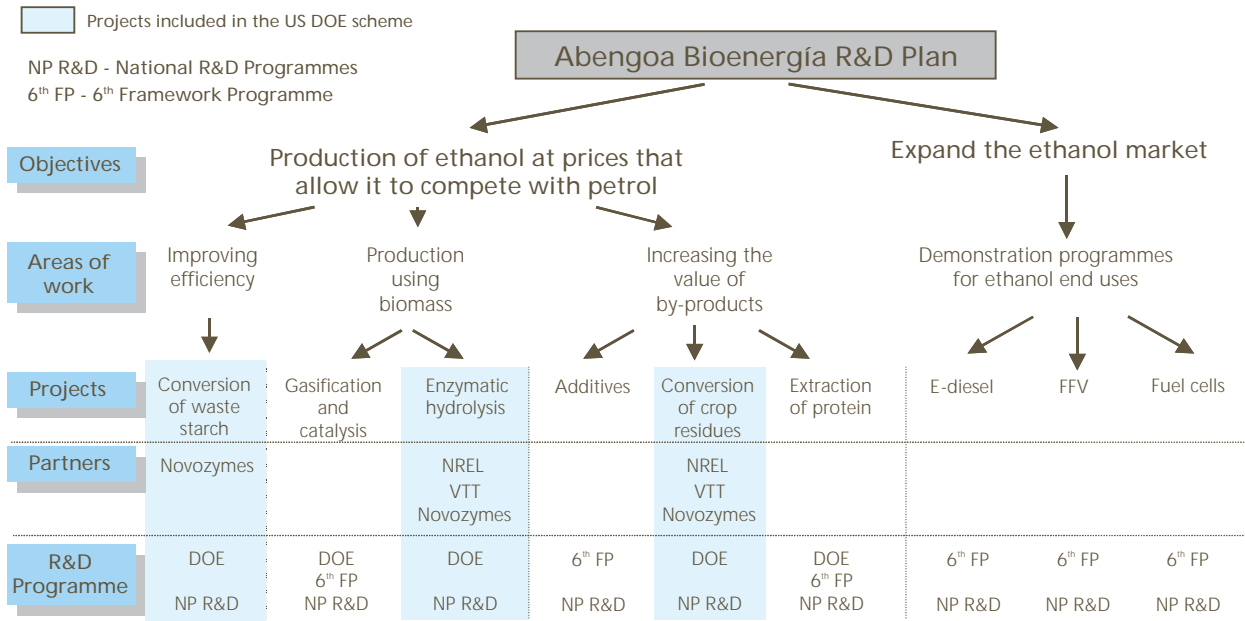 Projects included in the US DOE scheme
NP R&D - National R&D Programmes
6th FP - 6th Framework Programme
Abengoa Bioenergía R&D Plan
Objectives
Production of ethanol at prices that
allow it to compete with petrol
Expand the ethanol market
Areas of
work
Improving
efficiency
Production
using
biomass
Increasing the
value of
by-products
Demonstration programmes
for ethanol end uses
Projects
Conversion
of waste
starch
Gasification
and
catalysis
Enzymatic
hydrolysis
Additives
Conversion
of crop
residues
Extraction
of protein
E-diesel
FFV
Fuel cells
Partners
Novozymes
NREL
VTT
Novozymes
NREL
VTT
Novozymes
R&D
Programme
DOE
NP R&D
DOE
6th FP
NP R&D
DOE
NP R&D
6th FP
NP R&D
DOE
NP R&D
DOE
6th FP
NP R&D
6th FP
NP R&D
6th FP
NP R&D
6th FP
NP R&D